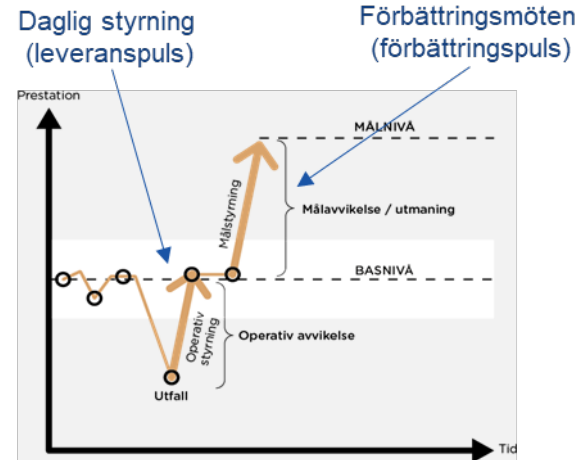 Daglig styrning
(leveranspuls)
Förbättringsmöten
(förbättringspuls)
Prestation
MÅLNIVÅ
Målstyrning
Målavvikelse / utmaning
BASNIVÅ
Operativ
styrning
Operativ avvikelse
Utfall
Tid